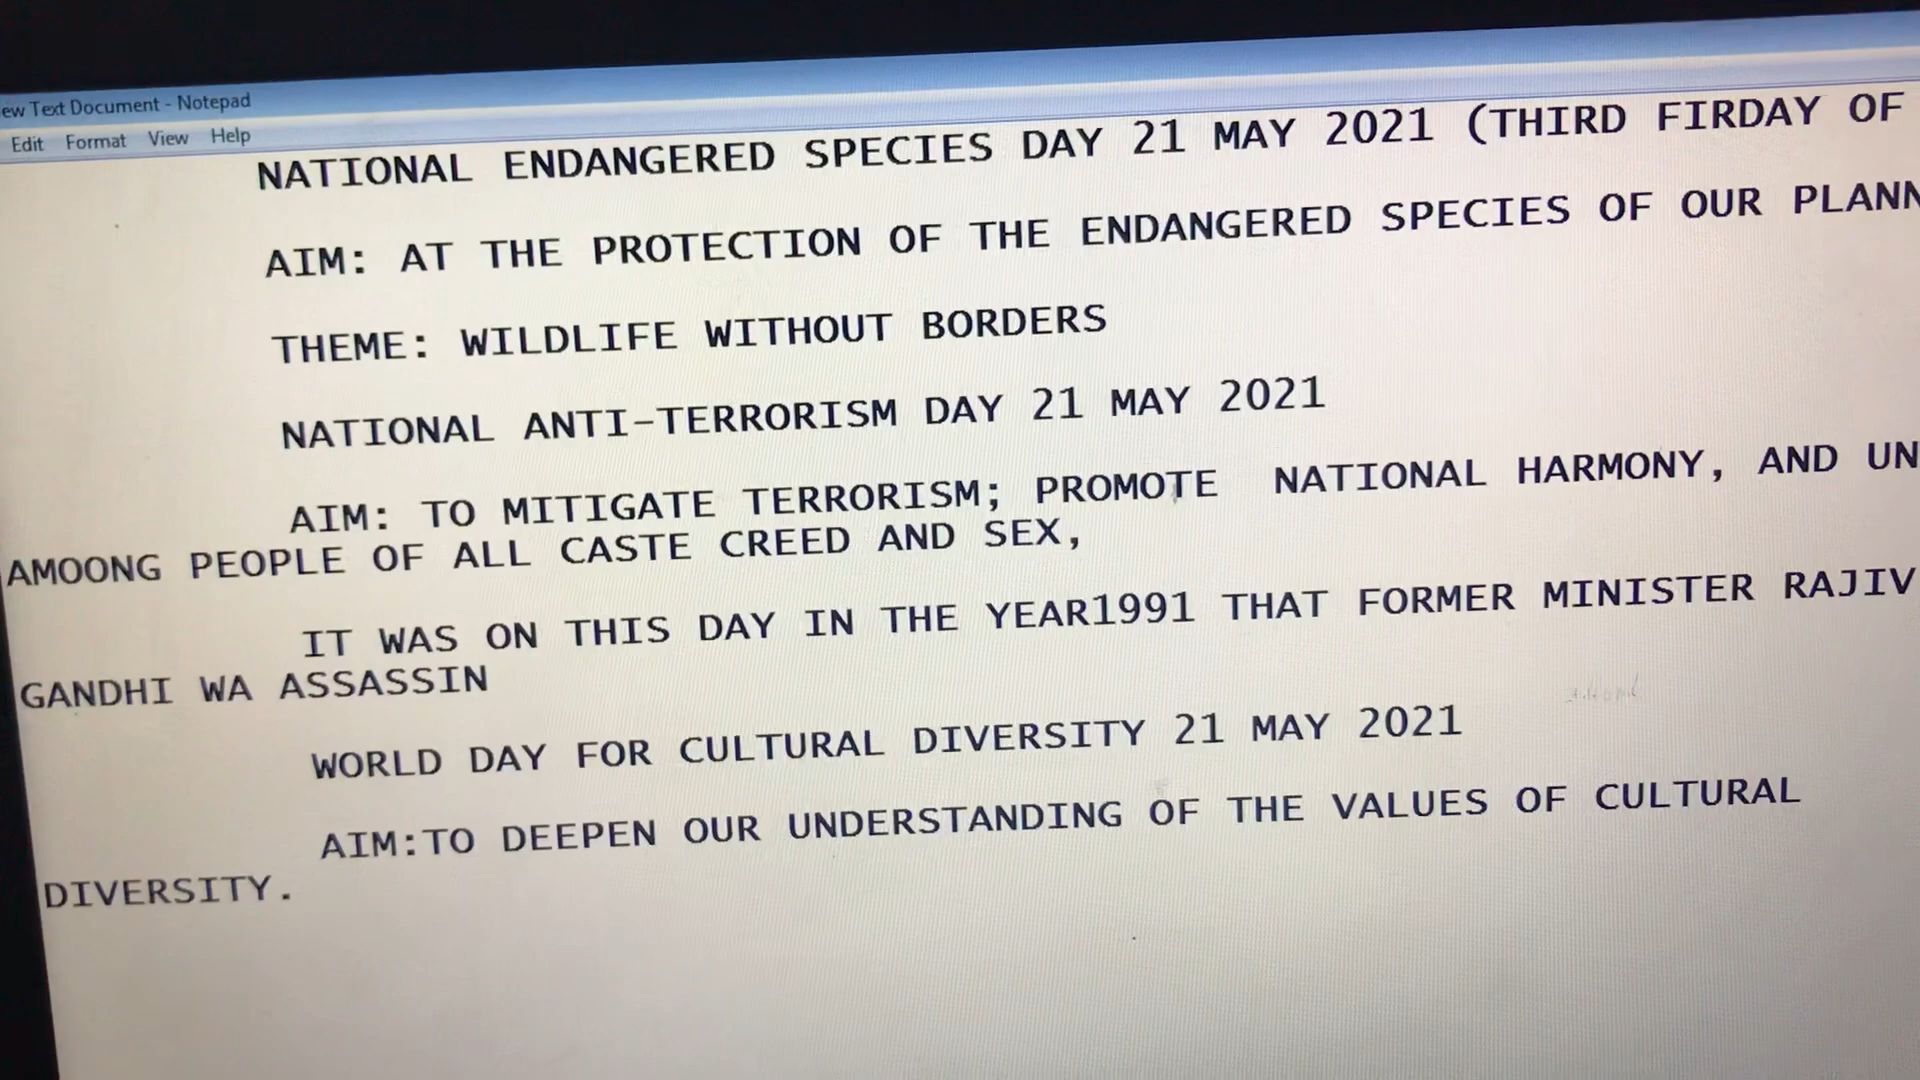 ew Text Document - Notepad
Edit Format View Help
NATIONAL ENDANGERED SPECIES DAY 21 MAY 2021 (THIRD FIRDAY OF
AIM: AT THE PROTECTION OF THE ENDANGERED SPECIES OF OUR PLANN
THEME: WILDLIFE WITHOUT BORDERS
NATIONAL ANTI-TERRORISM DAY 21 MAY 2021
AIM: TO MITIGATE TERRORISM; PROMOTE NATIONAL HARMONY, AND UN
AMOONG PEOPLE OF ALL CASTE CREED AND SEX,
IT WAS ON THIS DAY IN THE YEAR1991 THAT FORMER MINISTER RAJIV
GANDHI WA ASSASSIN
WORLD DAY FOR CULTURAL DIVERSITY 21 MAY 2021
AIM:TO DEEPEN OUR UNDERSTANDING OF THE VALUES OF CULTURAL
DIVERSITY.